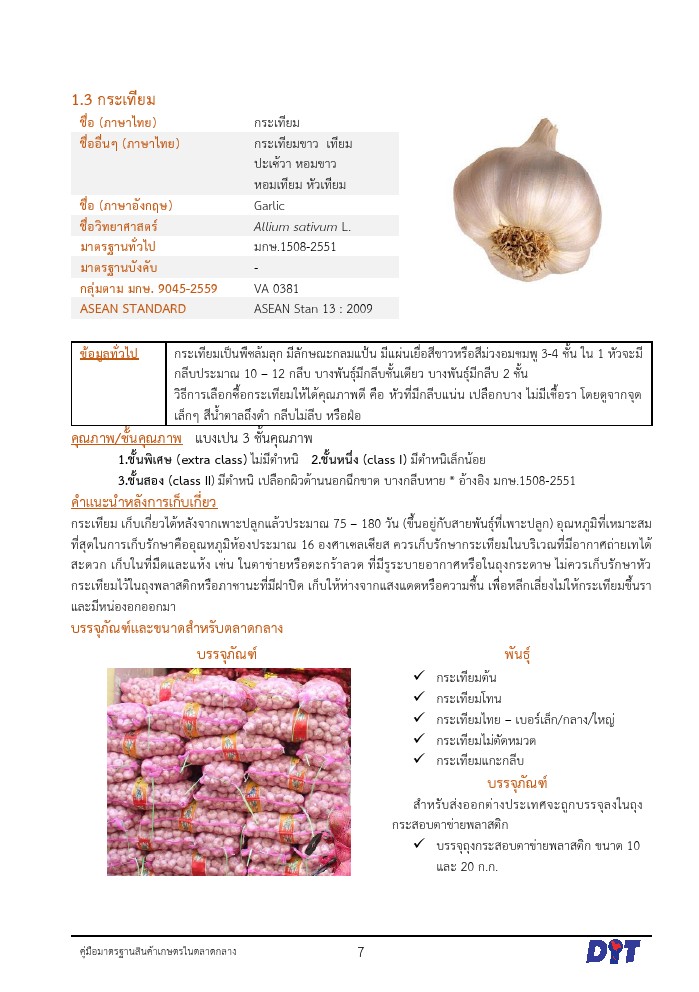 1.3 กระเทียม
ชื่อ (ภาษาไทย) กระเทียม
ชื่ออื่นๆ (ภาษาไทย) กระเทียมขาว เทียม
ปะเซ้วา หอมขาว
หอมเทียม หัวเทียม
ชื่อ (ภาษาอังกฤษ) Garlic
ชื่อวิทยาศาสตร์ Allium sativum L.
มาตรฐานทั่วไป มกษ.1508-2551
มาตรฐานบังคับ -
กลุ่มตาม มกษ. 9045-2559 VA 0381
ASEAN STANDARD ASEAN Stan 13 : 2009
ข้อมูลทั่วไป กระเทียมเป็นพืชล้มลุก มีลักษณะกลมแป้น มีแผ่นเยื่อสีขาวหรือสีม่วงอมชมพู 3-4 ชั้น ใน 1 หัวจะมี
กลีบประมาณ 10 – 12 กลีบ บางพันธุ์มีกลีบชั้นเดียว บางพันธุ์มีกลีบ 2 ชั้น
วิธีการเลือกซื้อกระเทียมให้ได้คุณภาพดี คือ หัวที่มีกลีบแน่น เปลือกบาง ไม่มีเชื้อรา โดยดูจากจุด
เล็กๆ สีน้ำตาลถึงดำ กลีบไม่ลีบ หรือฝ่อ
คุณภาพ/ชั้นคุณภาพ แบงเปน 3 ชั้นคุณภาพ
1.ชั้นพิเศษ (extra class) ไม่มีตำหนิ 2.ชั้นหนึ่ง (class I) มีตำหนิเล็กน้อย
3.ชั้นสอง (class II) มีตำหนิ เปลือกผิวด้านนอกฉีกขาด บางกลีบหาย * อ้างอิง มกษ.1508-2551
คำแนะนำหลังการเก็บเกี่ยว
กระเทียม เก็บเกี่ยวได้หลังจากเพาะปลูกแล้วประมาณ 75 – 180 วัน (ขึ้นอยู่กับสายพันธุ์ที่เพาะปลูก) อุณหภูมิที่เหมาะสม
ที่สุดในการเก็บรักษาคืออุณหภูมิห้องประมาณ 16 องศาเซลเซียส ควรเก็บรักษากระเทียมในบริเวณที่มีอากาศถ่ายเทได้
สะดวก เก็บในที่มืดและแห้ง เช่น ในตาข่ายหรือตะกร้าลวด ที่มีรูระบายอากาศหรือในถุงกระดาษ ไม่ควรเก็บรักษาหัว
กระเทียมไว้ในถุงพลาสติกหรือภาชานะที่มีฝาปิด เก็บให้ห่างจากแสงแดดหรือความชื้น เพื่อหลีกเลี่ยงไม่ให้กระเทียมขึ้นรา
และมีหน่องอกออกมา
บรรจุภัณฑ์และขนาดสำหรับตลาดกลาง
บรรจุภัณฑ์
พันธุ์
✓ กระเทียมต้น
✓ กระเทียมโทน
✓ กระเทียมไทย – เบอร์เล็ก/กลาง/ใหญ่
✓ กระเทียมไม่ตัดหมวด
✓ กระเทียมแกะกลีบ
บรรจุภัณฑ์
สำหรับส่งออกต่างประเทศจะถูกบรรจุลงในถุง
กระสอบตาข่ายพลาสติก
✓ บรรจุถุงกระสอบตาข่ายพลาสติก ขนาด 10
และ 20 ก.ก.
คู่มือมาตรฐานสินค้าเกษตรในตลาดกลาง 7 DIT